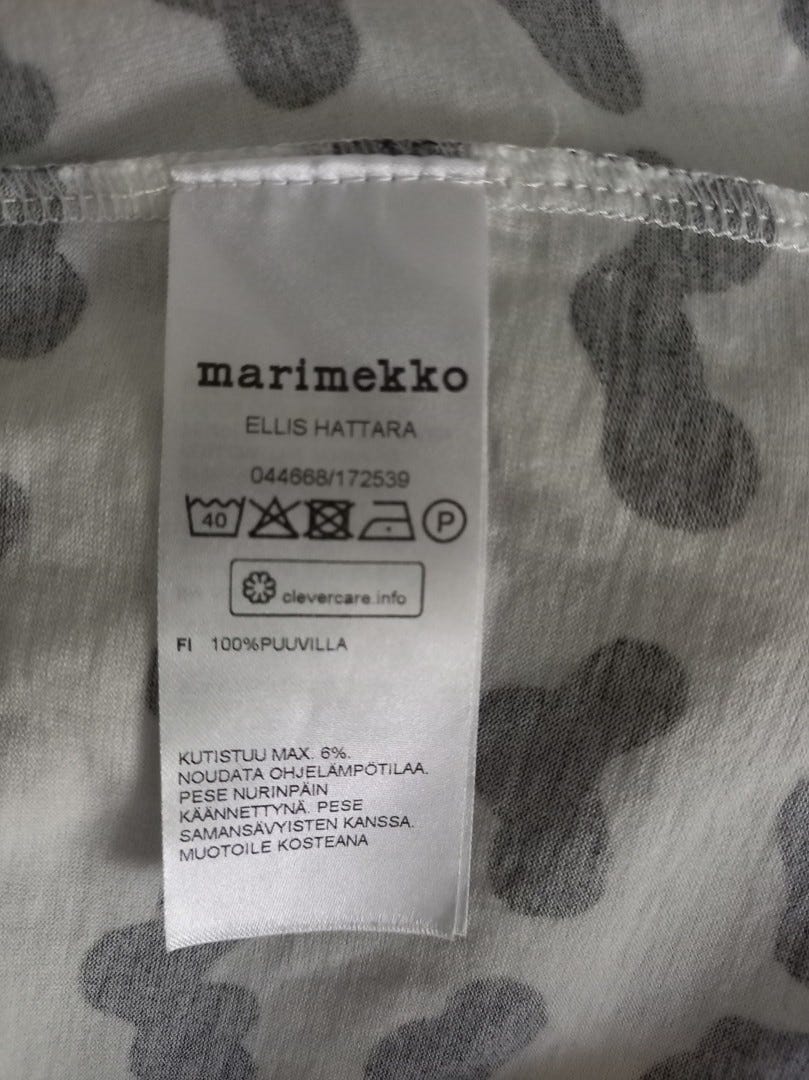 marimekko
ELLIS HATTARA
044668/172539
40 P
clevercare.info
FI 100%PUUVILLA
KUTISTUU MAX. 6%.
NOUDATA OHJELÄMPÖTILAA.
PESE NURINPÄIN
KÄÄNNETTYNÄ. PESE
SAMANSÄVYISTEN KANSSA.
MUOTOILE KOSTEANA